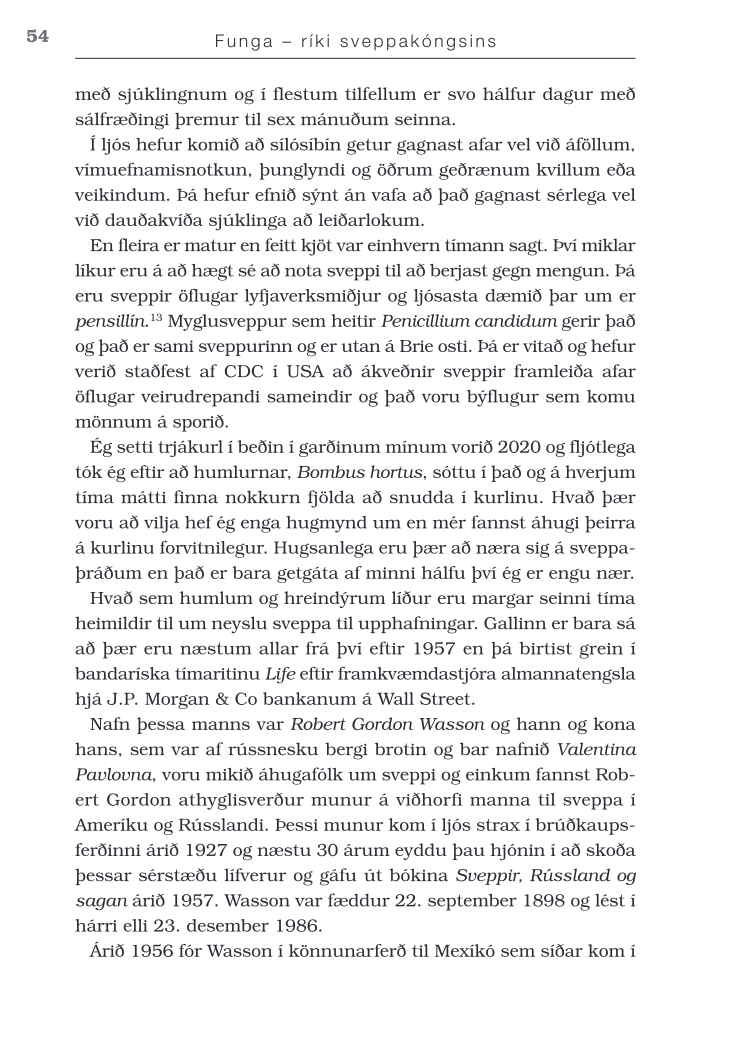 54
Funga – ríki sveppakóngsins
með sjúklingnum og í flestum tilfellum er svo hálfur dagur með
sálfræðingi þremur til sex mánuðum seinna.
Í ljós hefur komið að sílósíbín getur gagnast afar vel við áföllum,
vímuefnamisnotkun, þunglyndi og öðrum geðrænum kvillum eða
veikindum. Þá hefur efnið sýnt án vafa að það gagnast sérlega vel
við dauðakvíða sjúklinga að leiðarlokum.
En fleira er matur en feitt kjöt var einhvern tímann sagt. Því miklar
líkur eru á að hægt sé að nota sveppi til að berjast gegn mengun. Þá
eru sveppir öflugar lyfjaverksmiðjur og ljósasta dæmið þar um er
pensillín.¹³ Myglusveppur sem heitir Penicillium candidum gerir það
og það er sami sveppurinn og er utan á Brie osti. Þá er vitað og hefur
verið staðfest af CDC í USA að ákveðnir sveppir framleiða afar
öflugar veirudrepandi sameindir og það voru býflugur sem komu
mönnum á sporið.
Ég setti trjákurl í beðin í garðinum mínum vorið 2020 og fljótlega
tók ég eftir að humlurnar, Bombus hortus, sóttu í það og á hverjum
tíma mátti finna nokkurn fjölda að snudda í kurlinu. Hvað þær
voru að vilja hef ég enga hugmynd um en mér fannst áhugi þeirra
á kurlinu forvitnilegur. Hugsanlega eru þær að næra sig á sveppa-
þráðum en það er bara getgáta af minni hálfu því ég er engu nær.
Hvað sem humlum og hreindýrum líður eru margar seinni tíma
heimildir til um neyslu sveppa til upphafningar. Gallinn er bara sá
að þær eru næstum allar frá því eftir 1957 en þá birtist grein í
bandaríska tímaritinu Life eftir framkvæmdastjóra almannatengsla
hjá J.P. Morgan & Co bankanum á Wall Street.
Nafn þessa manns var Robert Gordon Wasson og hann og kona
hans, sem var af rússnesku bergi brotin og bar nafnið Valentina
Pavlovna, voru mikið áhugafólk um sveppi og einkum fannst Rob-
ert Gordon athyglisverður munur á viðhorfi manna til sveppa í
Ameríku og Rússlandi. Þessi munur kom í ljós strax í brúðkaups-
ferðinni árið 1927 og næstu 30 árum eyddu þau hjónin í að skoða
þessar sérstæðu lífverur og gáfu út bókina Sveppir, Rússland og
sagan árið 1957. Wasson var fæddur 22. september 1898 og lést í
hárri elli 23. desember 1986.
Árið 1956 fór Wasson í könnunarferð til Mexíkó sem síðar kom í